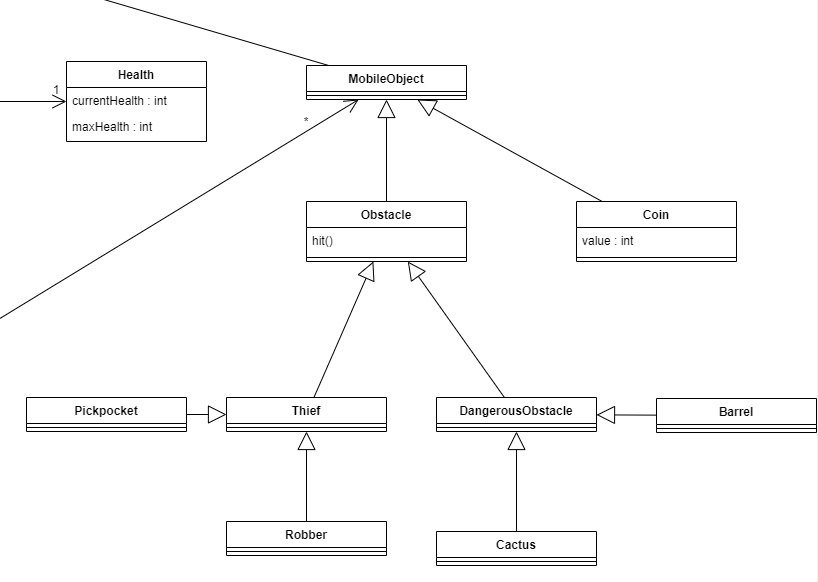 Health
currentHealth : int
maxHealth : int
1
MobileObject
*
Obstacle
hit()
Coin
value : int
Pickpocket
Thief
DangerousObstacle
Barrel
Robber
Cactus